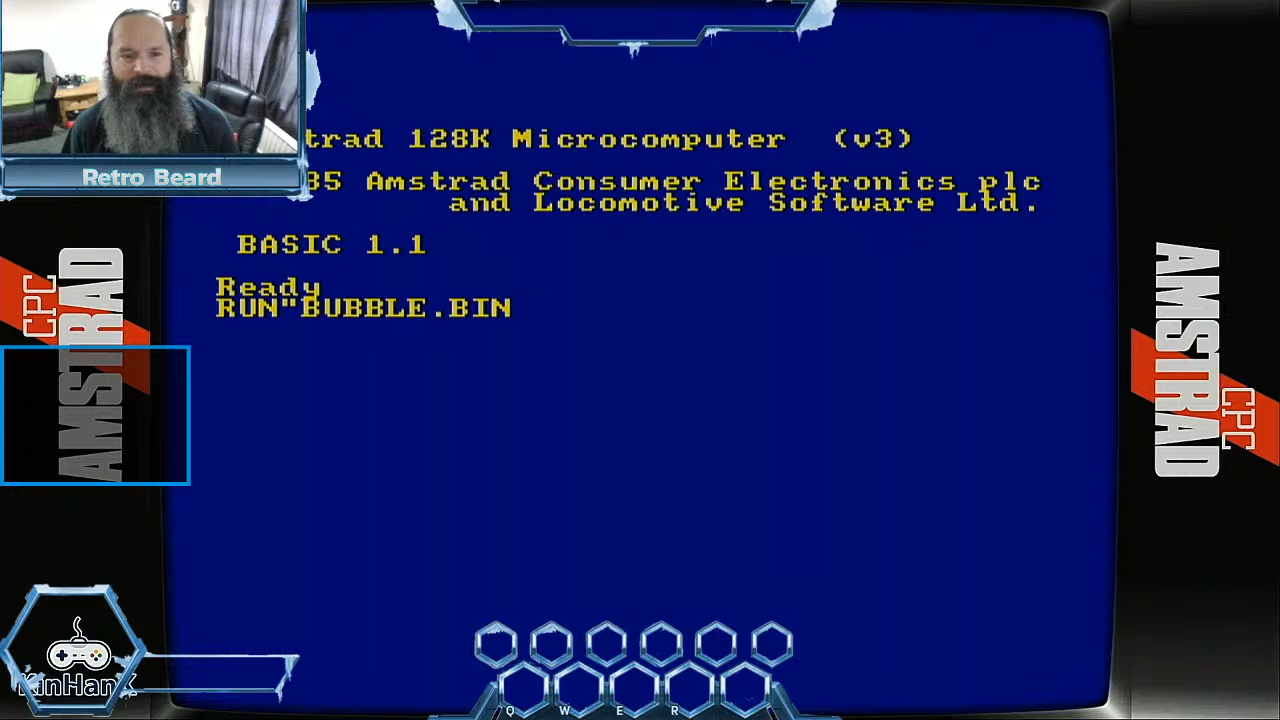 trad 128K Microcomputer (v3)
85 Amstrad Consumer Electronics plc
and Locomotive Software Ltd.
BASIC 1.1
Ready
RUN"BUBBLE.BIN
Retro Beard
AMSTRAD
CPC
AMSTRAD
CPC
KinHank
Q W E R